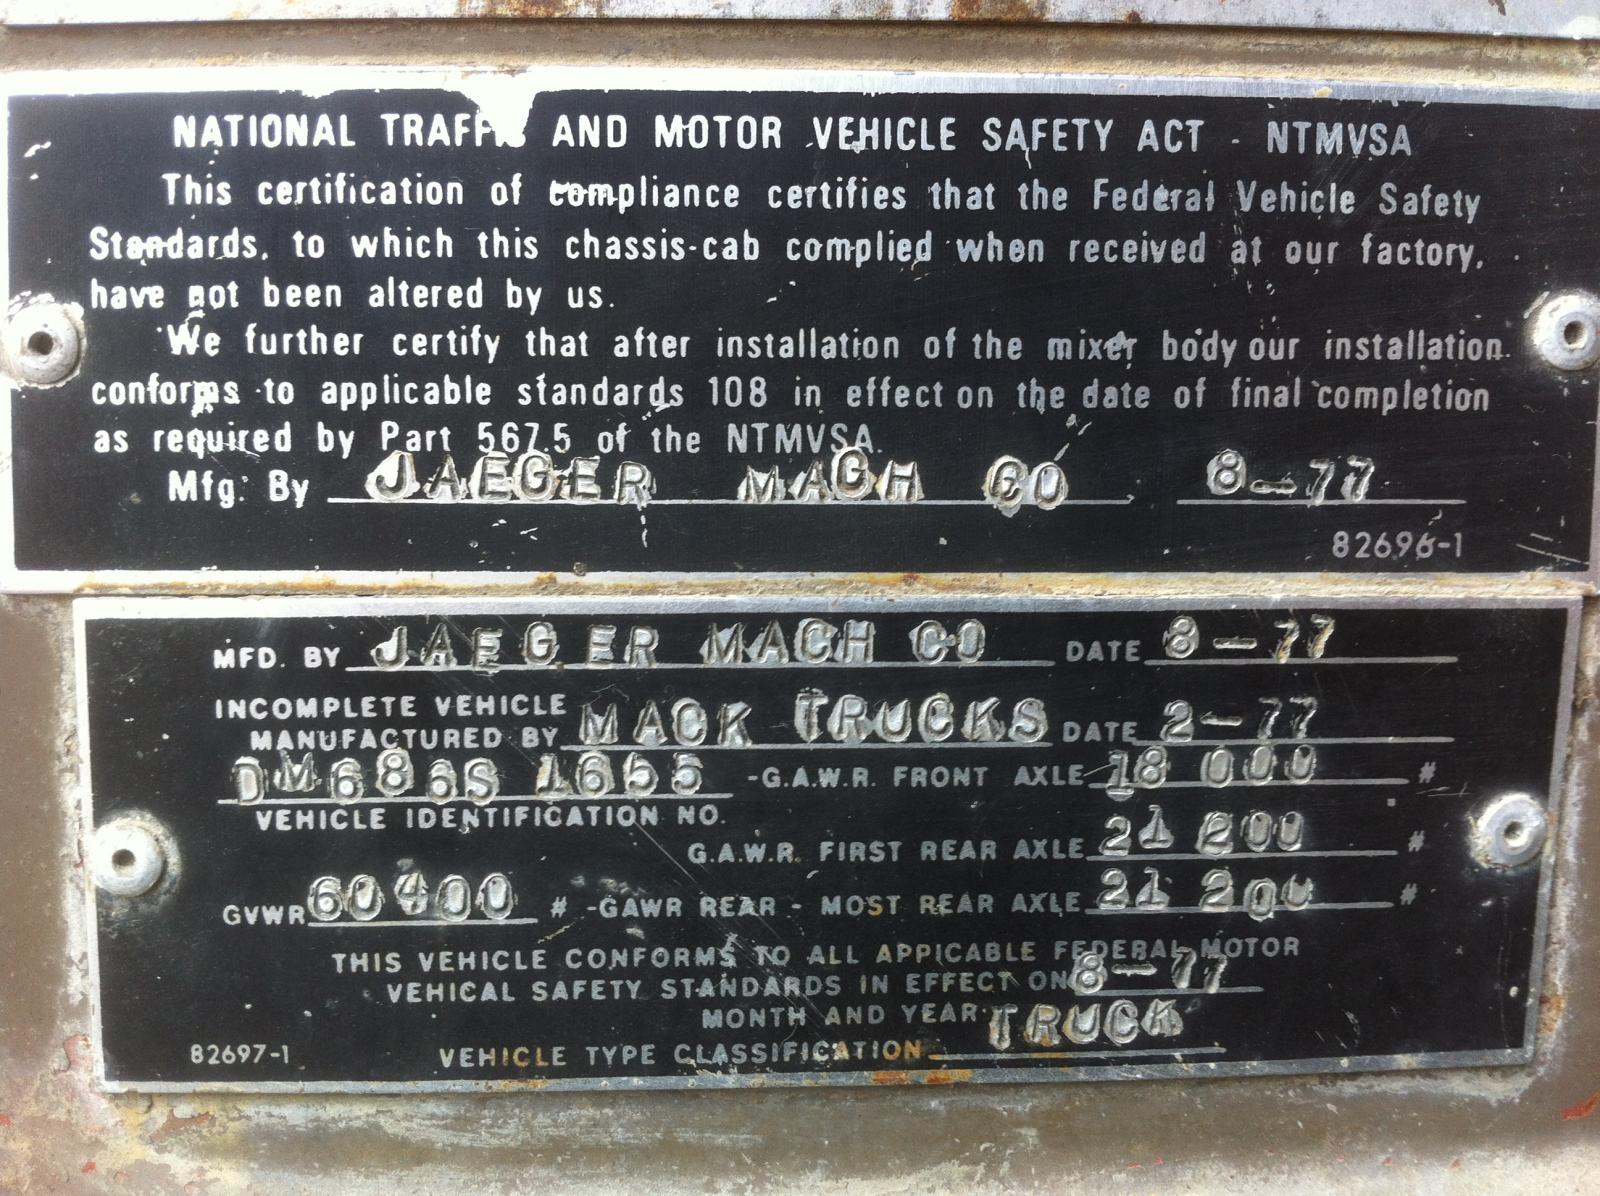 NATIONAL TRAFFIC AND MOTOR VEHICLE SAFETY ACT - NTMVSA
This certification of compliance certifies that the Federal Vehicle Safety
Standards, to which this chassis-cab complied when received at our factory,
have not been altered by us.
We further certify that after installation of the mixer body our installation
conforms to applicable standards 108 in effect on the date of final completion
as required by Part 567.5 of the NTMVSA.
Mfg. By JAEGER MACH CO 8-77
82696-1
MFD. BY JAEGER MACH CO DATE 8-77
INCOMPLETE VEHICLE
MANUFACTURED BY MACK TRUCKS DATE 2-77
DM686S 1655 -G.A.W.R. FRONT AXLE 18 000 #
VEHICLE IDENTIFICATION NO.
G.A.W.R. FIRST REAR AXLE 21 200 #
GVWR 60400 # -GAWR REAR - MOST REAR AXLE 21 200 #
THIS VEHICLE CONFORMS TO ALL APPICABLE FEDERAL MOTOR
VEHICAL SAFETY STANDARDS IN EFFECT ON 8-77
MONTH AND YEAR
82697-1 VEHICLE TYPE CLASSIFICATION TRUCK